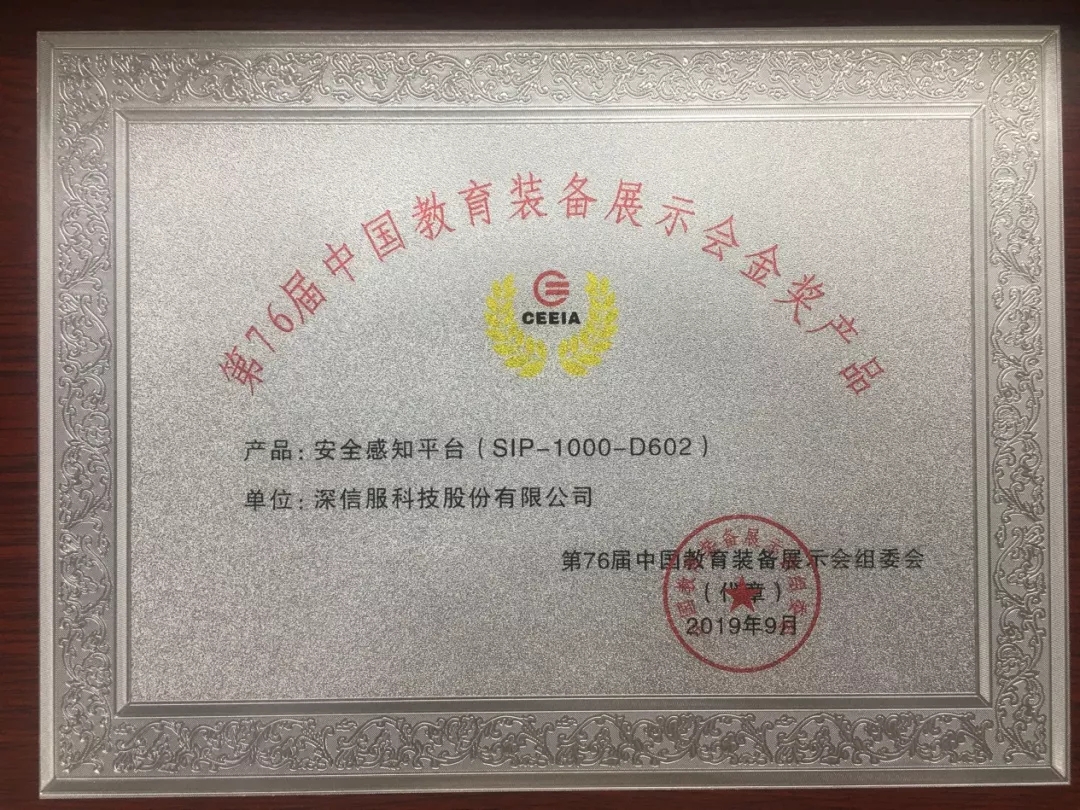 第76届中国教育装备展示会金奖产品
CEEIA
产品：安全感知平台（SIP-1000-D602）
单位：深信服科技股份有限公司
第76届中国教育装备展示会组委会
（代章）
2019年9月